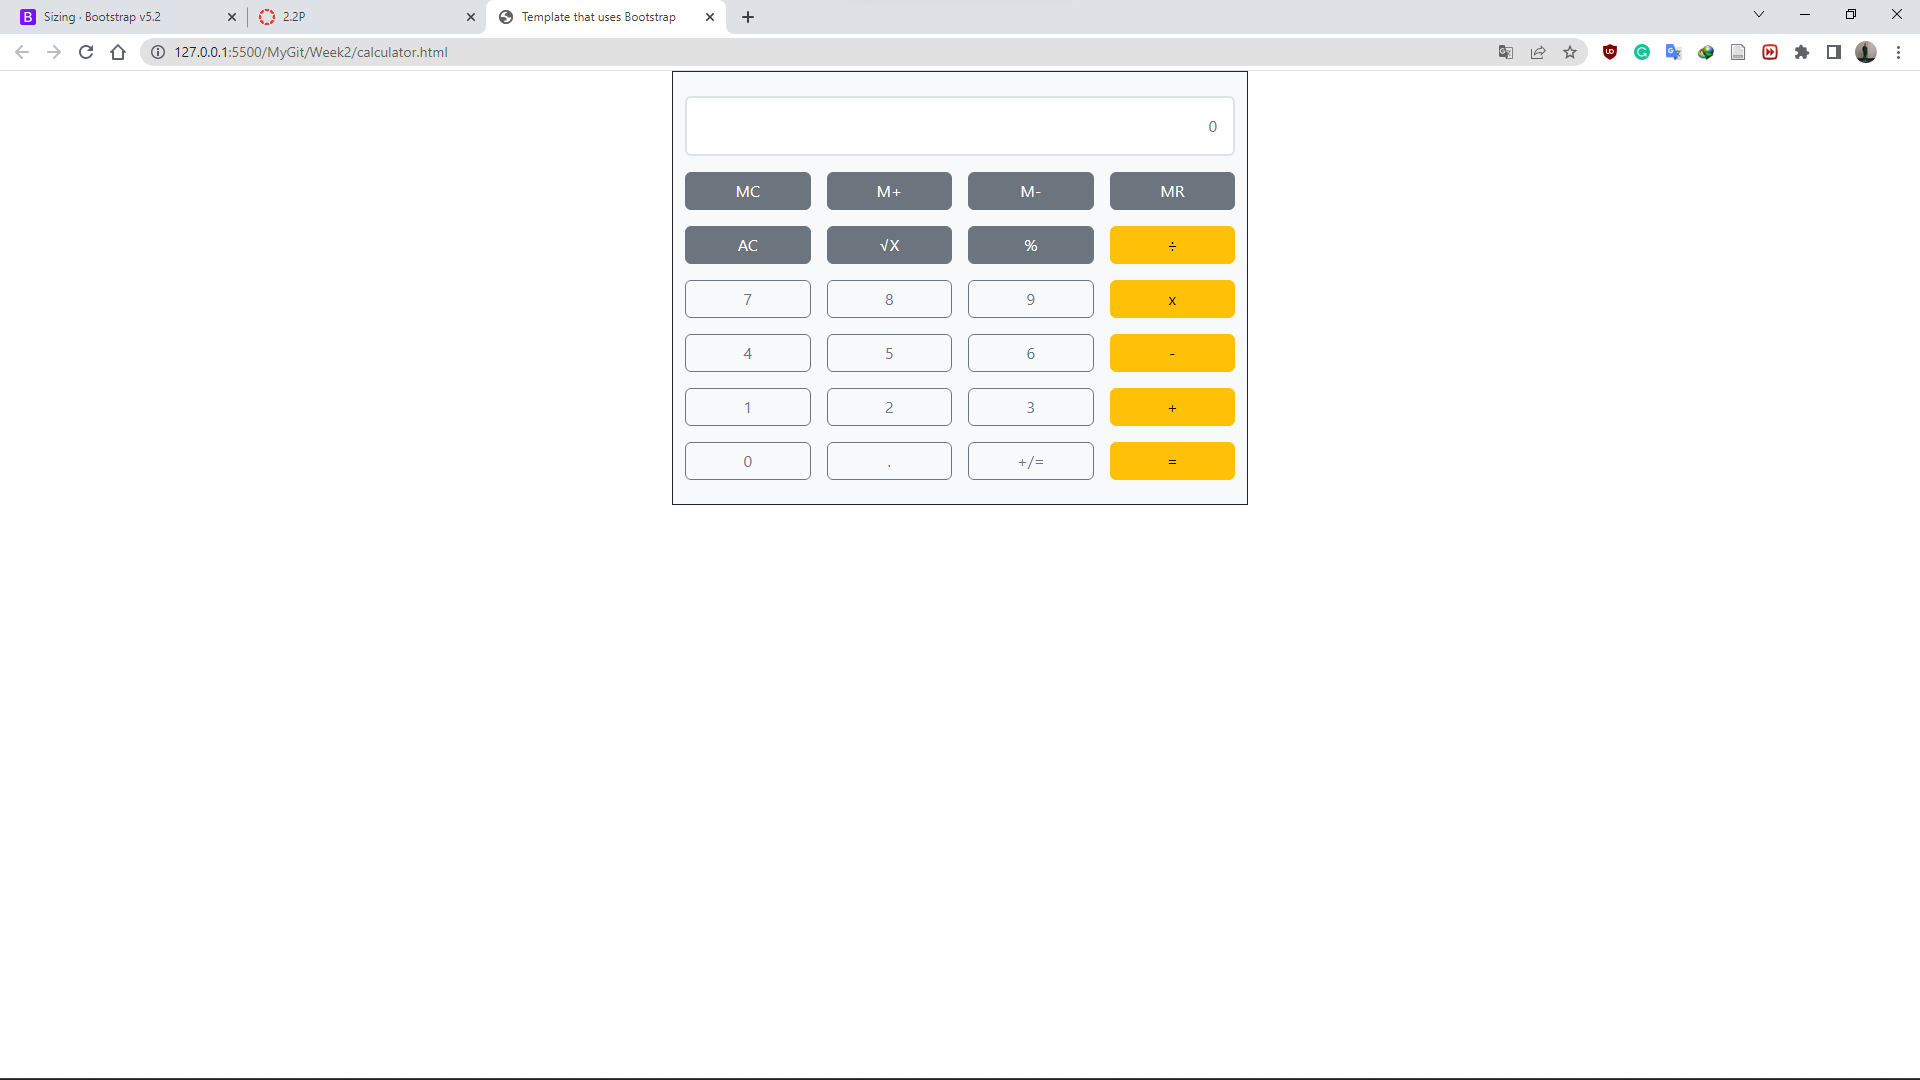 Sizing · Bootstrap v5.2
2.2P
Template that uses Bootstrap
127.0.0.1:5500/MyGit/Week2/calculator.html
0
MC M+ M- MR
AC √X % ÷
7 8 9 x
4 5 6 -
1 2 3 +
0 . +/= =